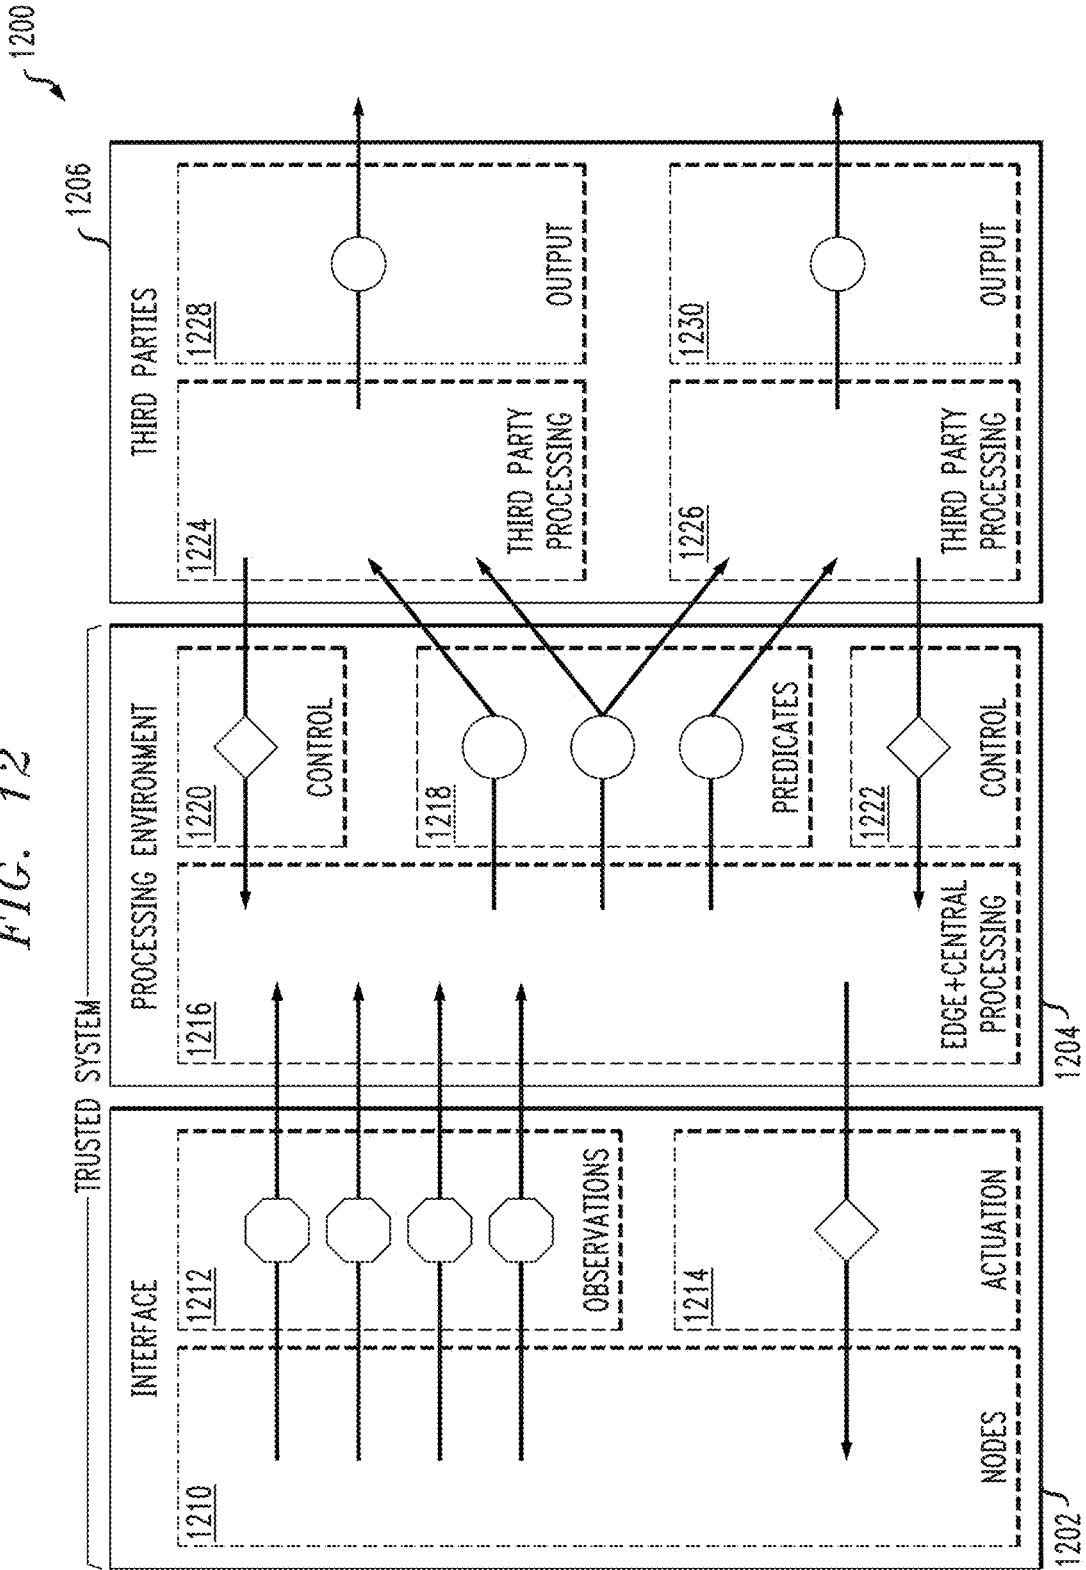 FIG. 12
1200
TRUSTED SYSTEM
INTERFACE
1210
NODES
1212
OBSERVATIONS
1214
ACTUATION
1202
PROCESSING ENVIRONMENT
1216
EDGE+CENTRAL
PROCESSING
1220
CONTROL
1218
PREDICATES
1222
CONTROL
1204
THIRD PARTIES
1206
1224
THIRD PARTY
PROCESSING
1228
OUTPUT
1226
THIRD PARTY
PROCESSING
1230
OUTPUT